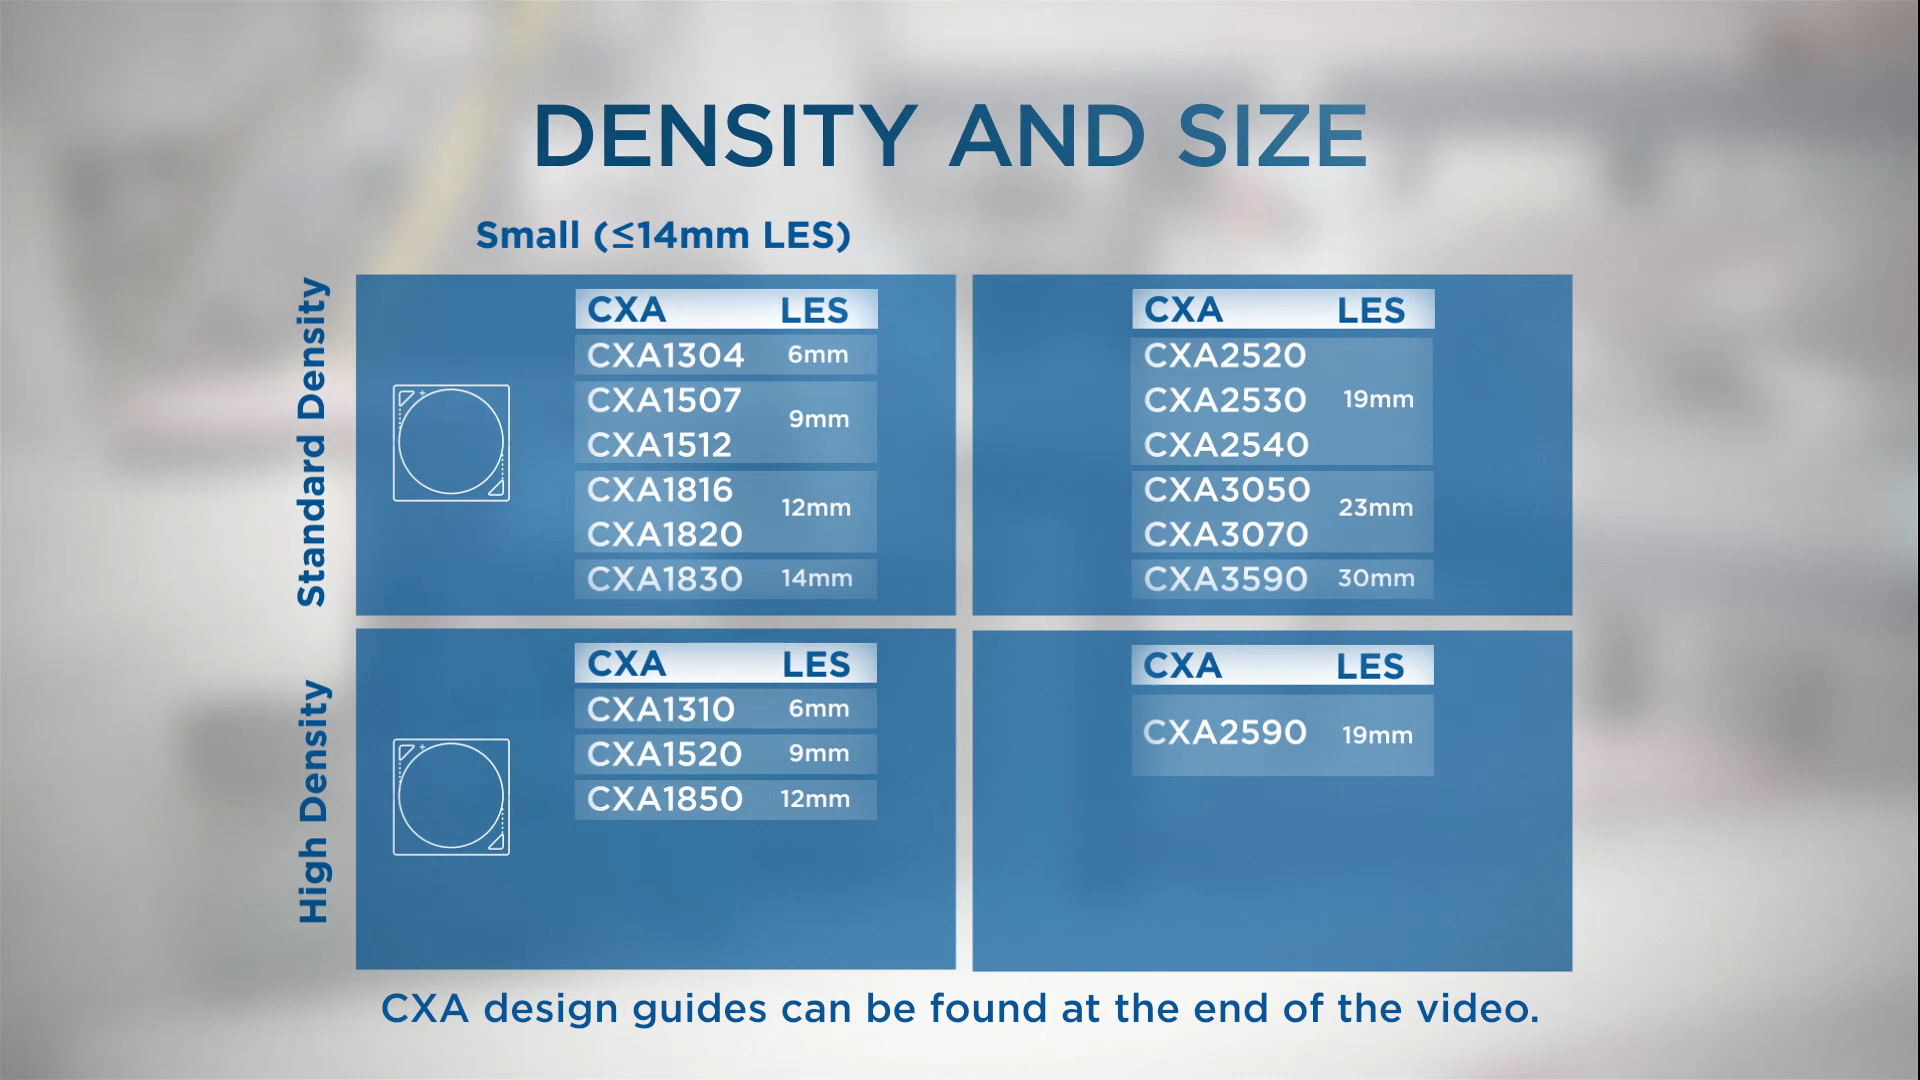 DENSITY AND SIZE
Small (≤14mm LES)
Standard Density
CXA LES
CXA1304 6mm
CXA1507
9mm
CXA1512
CXA1816
12mm
CXA1820
CXA1830 14mm
CXA LES
CXA2520
CXA2530 19mm
CXA2540
CXA3050
23mm
CXA3070
CXA3590 30mm
High Density
CXA LES
CXA1310 6mm
CXA1520 9mm
CXA1850 12mm
CXA LES
CXA2590 19mm
CXA design guides can be found at the end of the video.